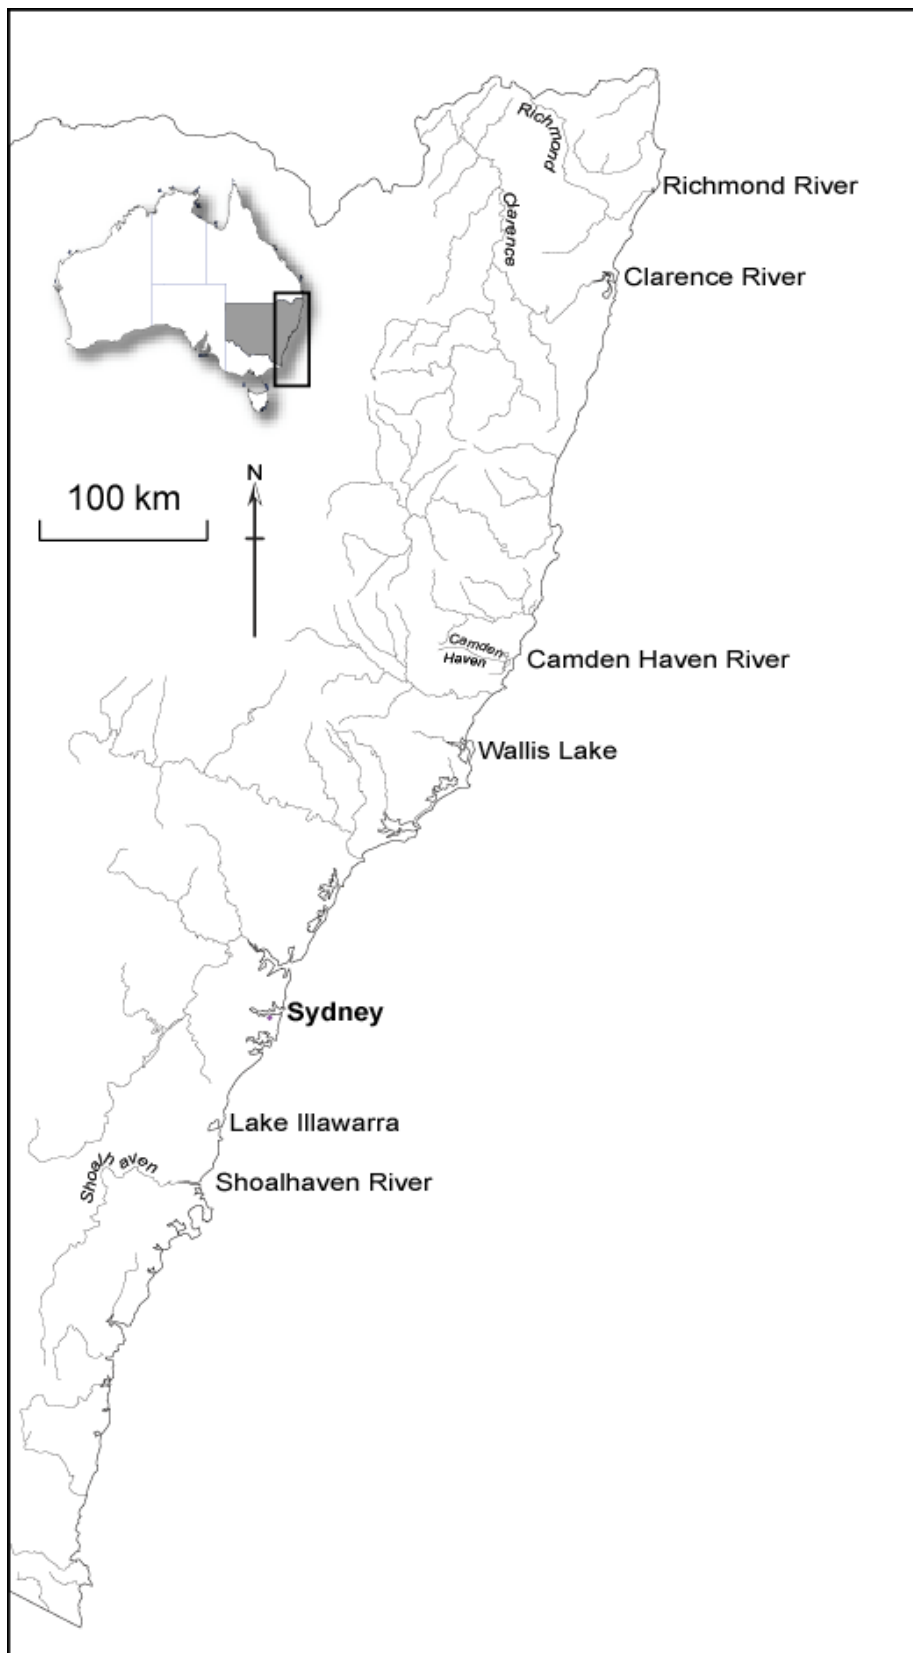 Richmond
Richmond River
Clarence
Clarence River
N
100 km
Camden
Haven
Camden Haven River
Wallis Lake
Sydney
Lake Illawarra
Shoalhaven
Shoalhaven River